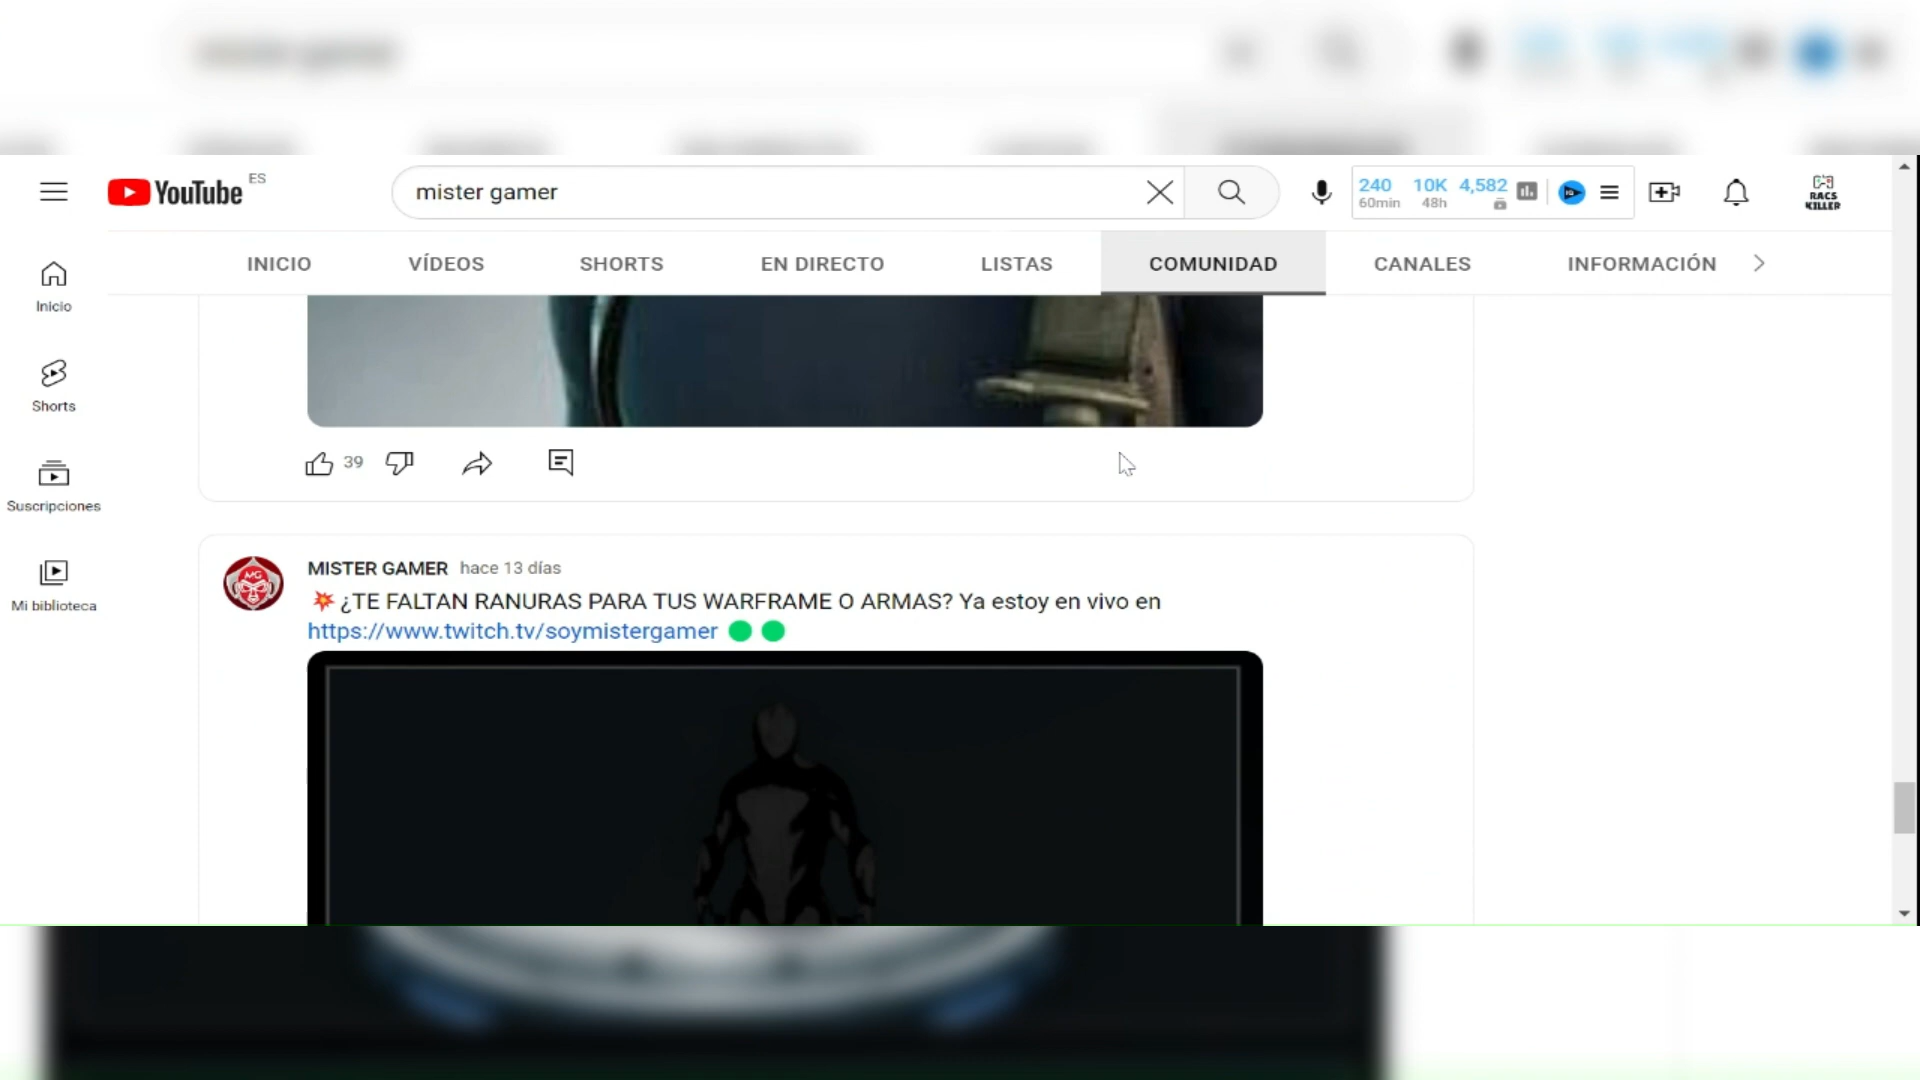 YouTube ES
mister gamer
240 10K 4,582
60min 48h
RACS
KILLER
INICIO VÍDEOS SHORTS EN DIRECTO LISTAS COMUNIDAD CANALES INFORMACIÓN
Inicio
Shorts
Suscripciones
Mi biblioteca
39
MG
MISTER GAMER hace 13 días
¿TE FALTAN RANURAS PARA TUS WARFRAME O ARMAS? Ya estoy en vivo en
https://www.twitch.tv/soymistergamer